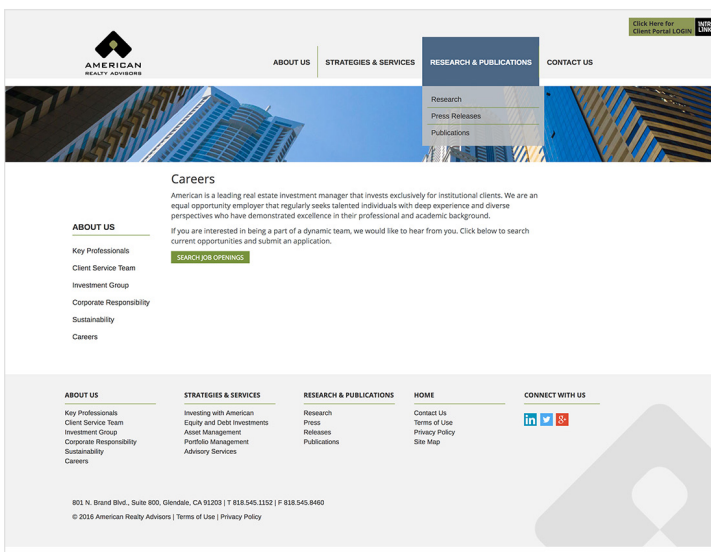 Click Here for
Client Portal LOGIN
AMERICAN
REALTY ADVISORS
ABOUT US
STRATEGIES & SERVICES
RESEARCH & PUBLICATIONS
CONTACT US
Research
Press Releases
Publications
Careers
American is a leading real estate investment manager that invests exclusively for institutional clients. We are an
equal opportunity employer that regularly seeks talented individuals with deep experience and diverse
perspectives who have demonstrated excellence in their professional and academic background.
If you are interested in being a part of a dynamic team, we would like to hear from you. Click below to search
current opportunities and submit an application.
SEARCH JOB OPENINGS
ABOUT US
Key Professionals
Client Service Team
Investment Group
Corporate Responsibility
Sustainability
Careers
ABOUT US
Key Professionals
Client Service Team
Investment Group
Corporate Responsibility
Sustainability
Careers
STRATEGIES & SERVICES
Investing with American
Equity and Debt Investments
Asset Management
Portfolio Management
Advisory Services
RESEARCH & PUBLICATIONS
Research
Press
Releases
Publications
HOME
Contact Us
Terms of Use
Privacy Policy
Site Map
CONNECT WITH US
in
g+
801 N. Brand Blvd., Suite 800, Glendale, CA 91203 | T 818.545.1152 | F 818.545.8460
© 2016 American Realty Advisors | Terms of Use | Privacy Policy